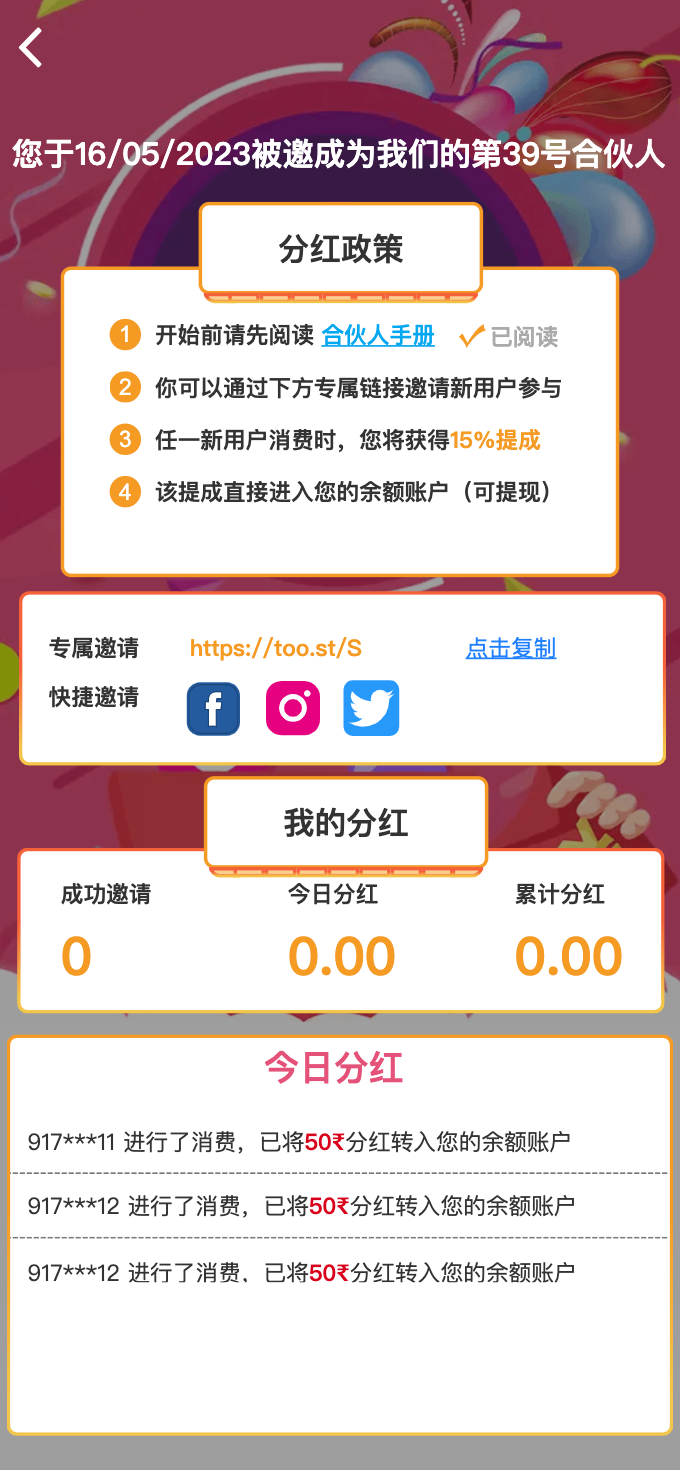 您于16/05/2023被邀成为我们的第39号合伙人
分红政策
1 开始前请先阅读 合伙人手册 已阅读
2 你可以通过下方专属链接邀请新用户参与
3 任一新用户消费时，您将获得15%提成
4 该提成直接进入您的余额账户（可提现）
专属邀请 https://too.st/S 点击复制
快捷邀请
我的分红
成功邀请 今日分红 累计分红
0 0.00 0.00
今日分红
917***11 进行了消费，已将50₹分红转入您的余额账户
917***12 进行了消费，已将50₹分红转入您的余额账户
917***12 进行了消费，已将50₹分红转入您的余额账户